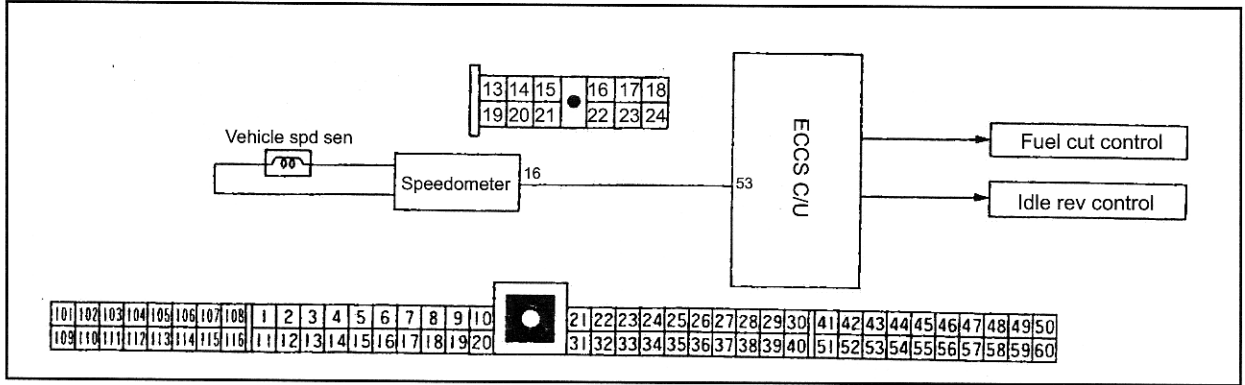 13 14 15 16 17 18
19 20 21 22 23 24
Vehicle spd sen
Speedometer
16
53
ECCS C/U
Fuel cut control
Idle rev control
101 102 103 104 105 106 107 108 1 2 3 4 5 6 7 8 9 10 21 22 23 24 25 26 27 28 29 30 41 42 43 44 45 46 47 48 49 50
109 110 111 112 113 114 115 116 11 12 13 14 15 16 17 18 19 20 31 32 33 34 35 36 37 38 39 40 51 52 53 54 55 56 57 58 59 60